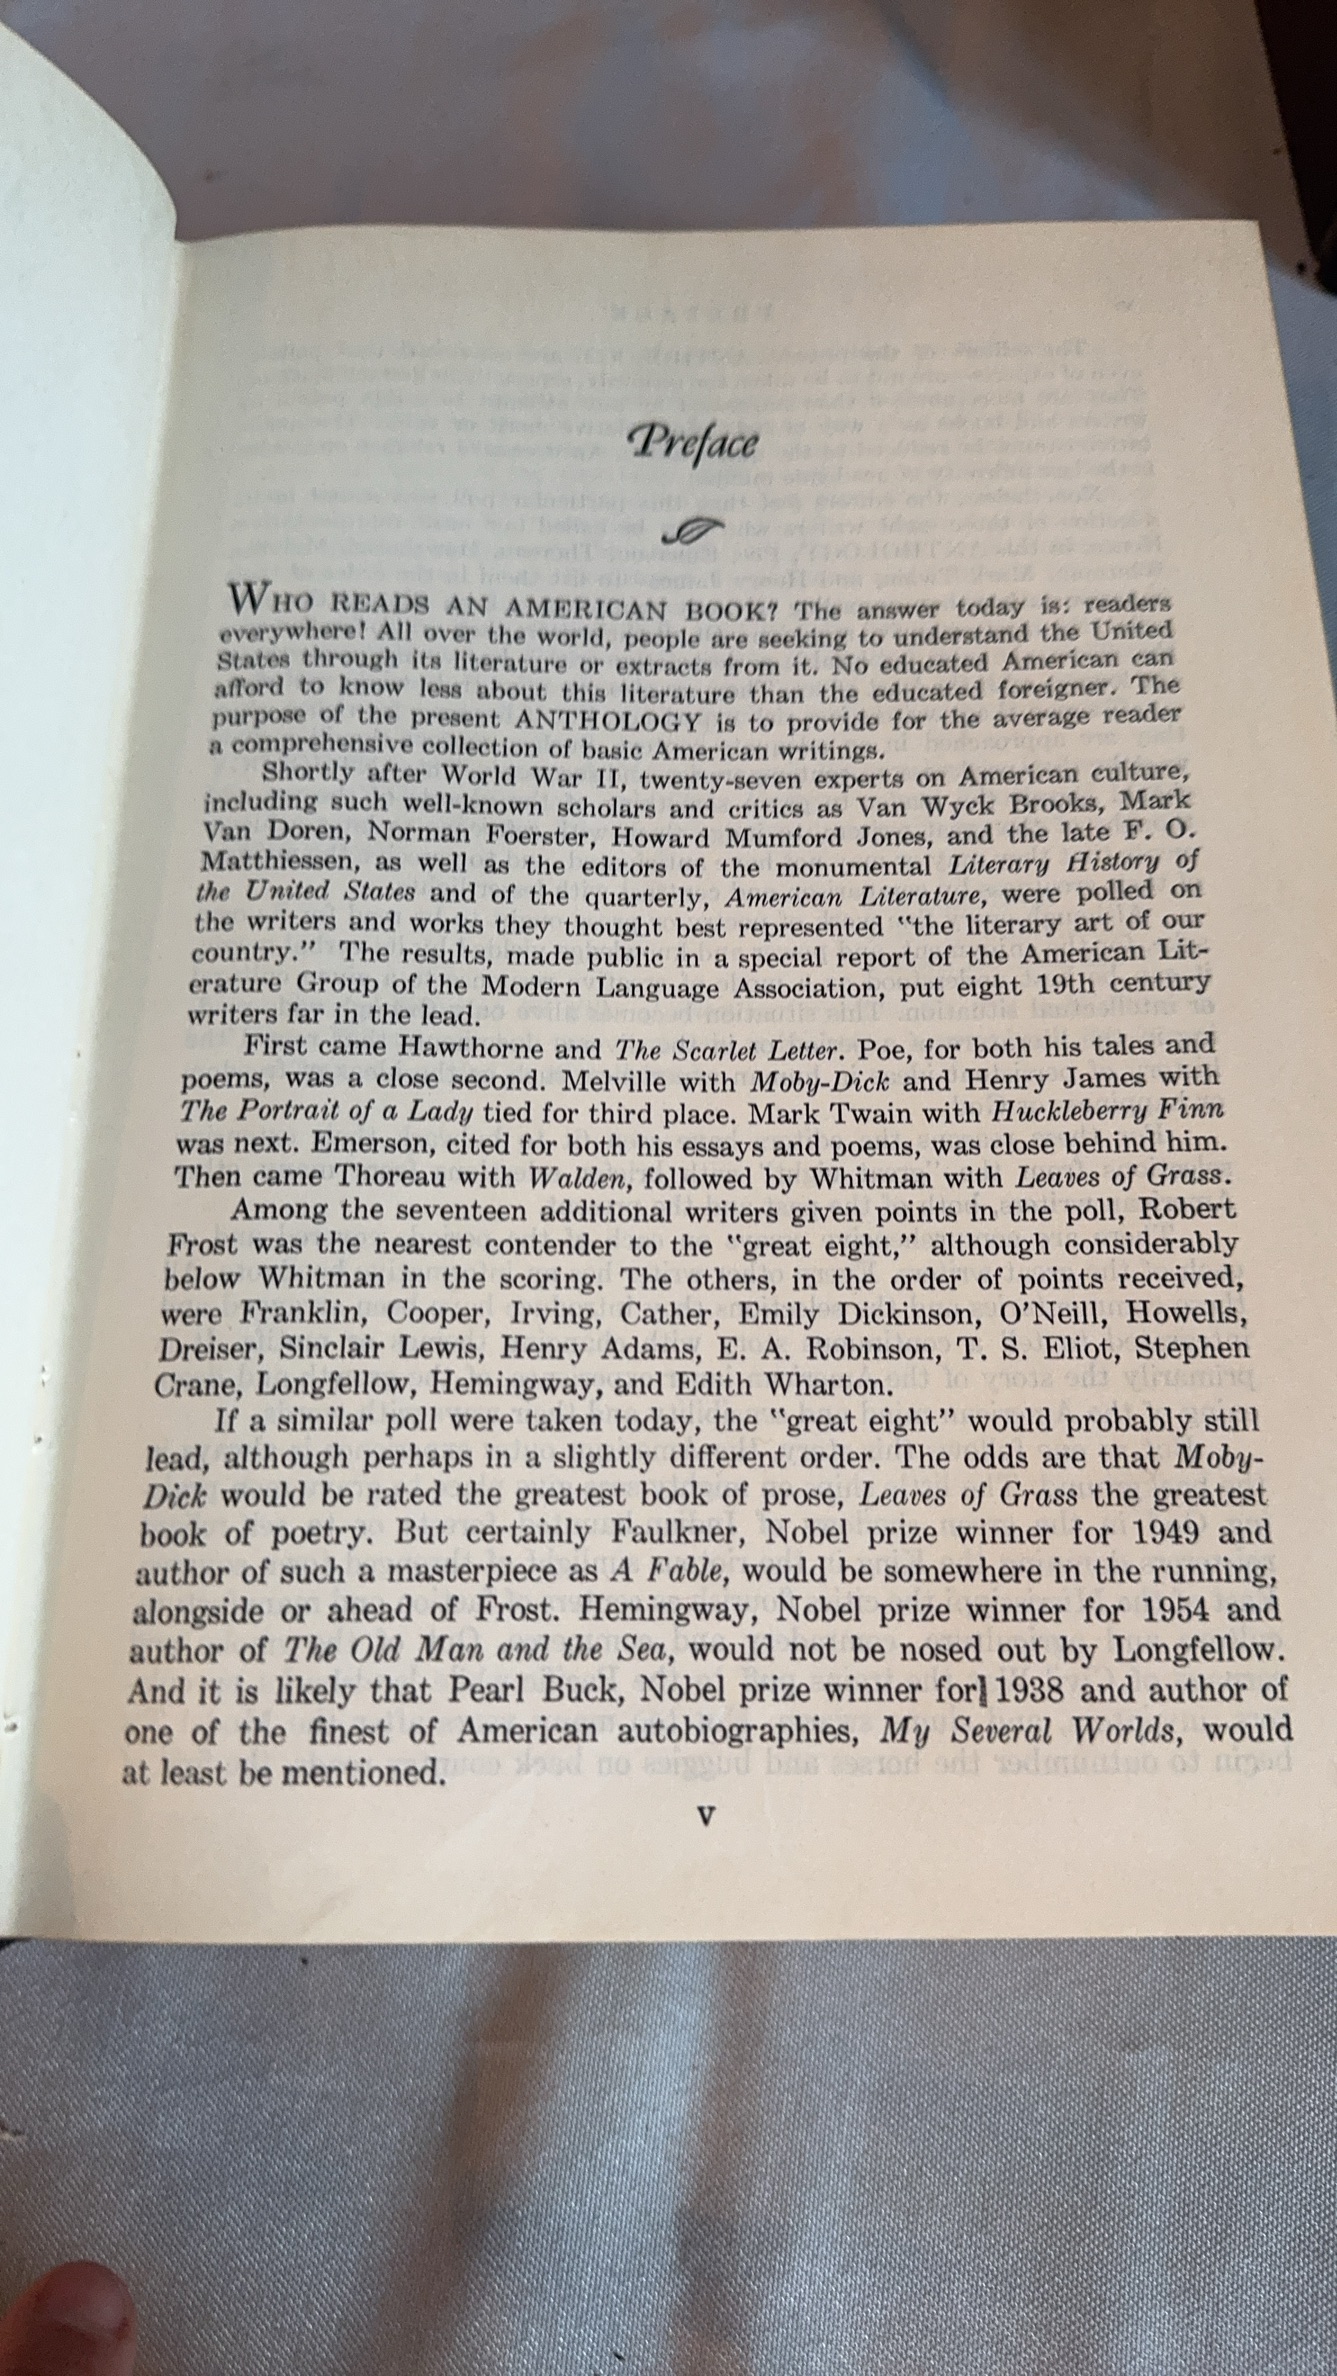 Preface
WHO READS AN AMERICAN BOOK? The answer today is: readers
everywhere! All over the world, people are seeking to understand the United
States through its literature or extracts from it. No educated American can
afford to know less about this literature than the educated foreigner. The
purpose of the present ANTHOLOGY is to provide for the average reader
a comprehensive collection of basic American writings.
Shortly after World War II, twenty-seven experts on American culture,
including such well-known scholars and critics as Van Wyck Brooks, Mark
Van Doren, Norman Foerster, Howard Mumford Jones, and the late F. O.
Matthiessen, as well as the editors of the monumental Literary History of
the United States and of the quarterly, American Literature, were polled on
the writers and works they thought best represented "the literary art of our
country." The results, made public in a special report of the American Lit-
erature Group of the Modern Language Association, put eight 19th century
writers far in the lead.
First came Hawthorne and The Scarlet Letter. Poe, for both his tales and
poems, was a close second. Melville with Moby-Dick and Henry James with
The Portrait of a Lady tied for third place. Mark Twain with Huckleberry Finn
was next. Emerson, cited for both his essays and poems, was close behind him.
Then came Thoreau with Walden, followed by Whitman with Leaves of Grass.
Among the seventeen additional writers given points in the poll, Robert
Frost was the nearest contender to the "great eight," although considerably
below Whitman in the scoring. The others, in the order of points received,
were Franklin, Cooper, Irving, Cather, Emily Dickinson, O'Neill, Howells,
Dreiser, Sinclair Lewis, Henry Adams, E. A. Robinson, T. S. Eliot, Stephen
Crane, Longfellow, Hemingway, and Edith Wharton.
If a similar poll were taken today, the "great eight" would probably still
lead, although perhaps in a slightly different order. The odds are that Moby-
Dick would be rated the greatest book of prose, Leaves of Grass the greatest
book of poetry. But certainly Faulkner, Nobel prize winner for 1949 and
author of such a masterpiece as A Fable, would be somewhere in the running,
alongside or ahead of Frost. Hemingway, Nobel prize winner for 1954 and
author of The Old Man and the Sea, would not be nosed out by Longfellow.
And it is likely that Pearl Buck, Nobel prize winner for 1938 and author of
one of the finest of American autobiographies, My Several Worlds, would
at least be mentioned.
v